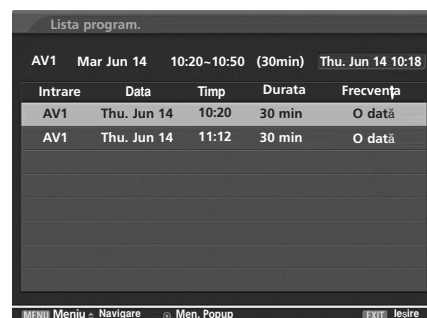 Lista program.
AV1 Mar Jun 14 10:20~10:50 (30min) Thu. Jun 14 10:18
Intrare Data Timp Durata Frecvenţa
AV1 Thu. Jun 14 10:20 30 min O dată
AV1 Thu. Jun 14 11:12 30 min O dată
MENU Meniu Navigare Men. Popup EXIT Ieşire